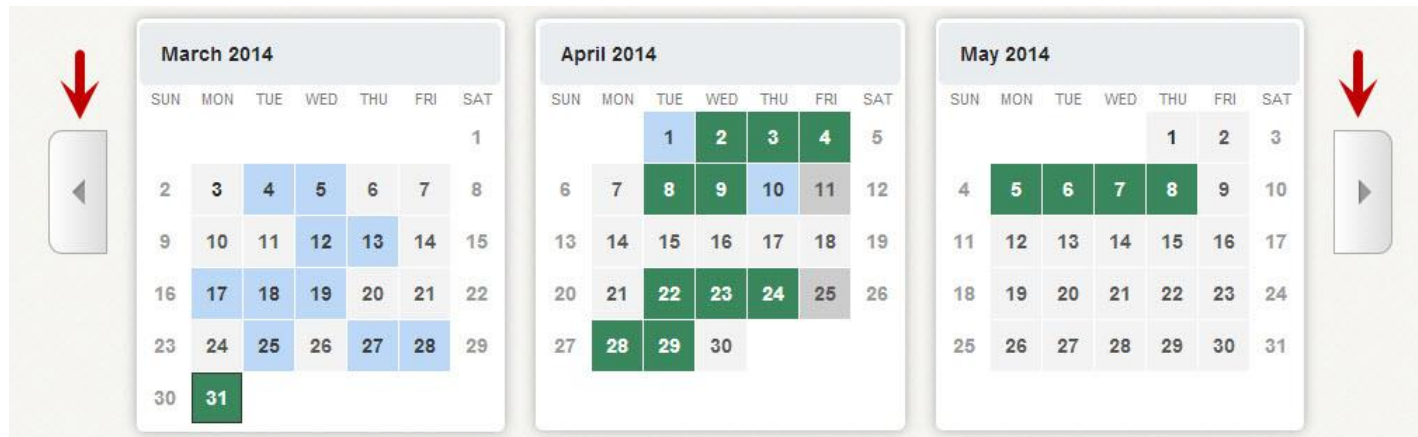 March 2014
SUN MON TUE WED THU FRI SAT
1
2 3 4 5 6 7 8
9 10 11 12 13 14 15
16 17 18 19 20 21 22
23 24 25 26 27 28 29
30 31
April 2014
SUN MON TUE WED THU FRI SAT
1 2 3 4 5
6 7 8 9 10 11 12
13 14 15 16 17 18 19
20 21 22 23 24 25 26
27 28 29 30
May 2014
SUN MON TUE WED THU FRI SAT
1 2 3
4 5 6 7 8 9 10
11 12 13 14 15 16 17
18 19 20 21 22 23 24
25 26 27 28 29 30 31